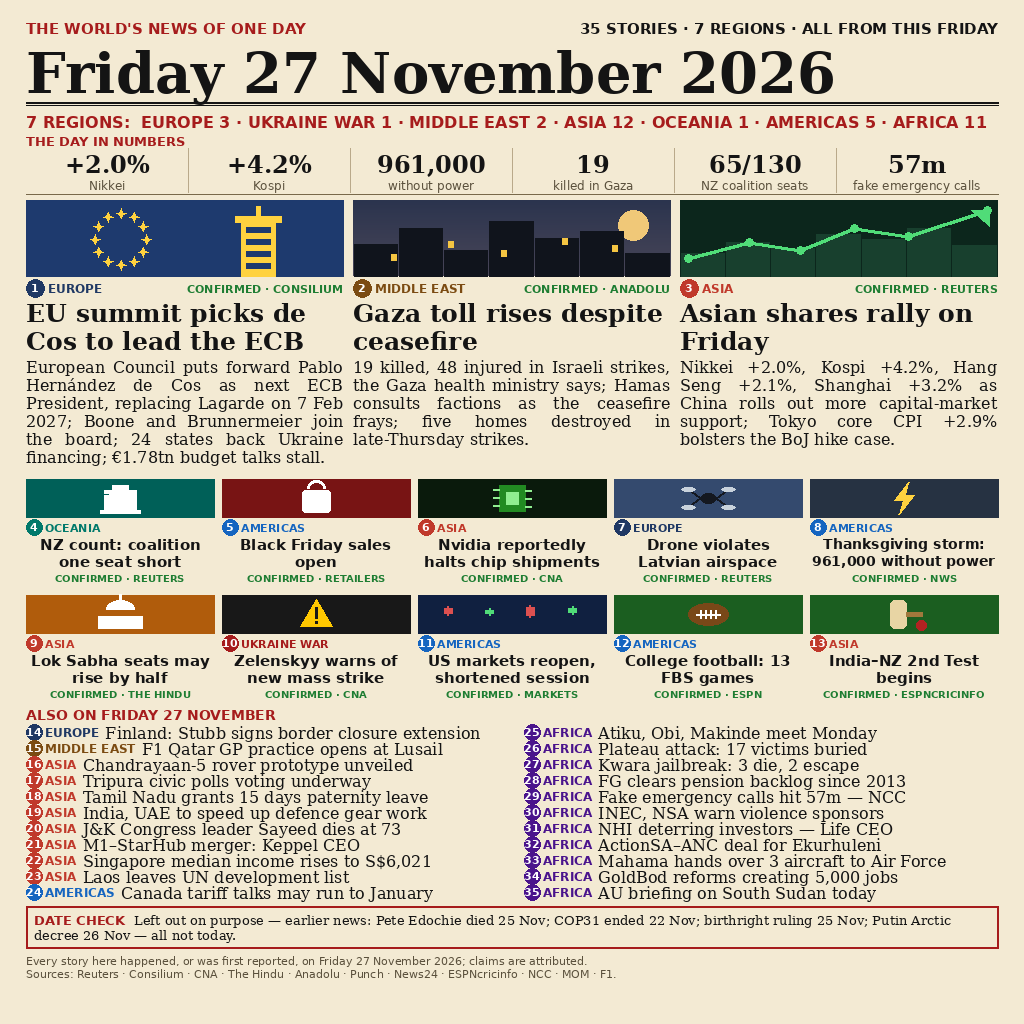 THE WORLD'S NEWS OF ONE DAY
35 STORIES · 7 REGIONS · ALL FROM THIS FRIDAY
Friday 27 November 2026
7 REGIONS: EUROPE 3 · UKRAINE WAR 1 · MIDDLE EAST 2 · ASIA 12 · OCEANIA 1 · AMERICAS 5 · AFRICA 11
THE DAY IN NUMBERS
+2.0%
Nikkei
+4.2%
Kospi
961,000
without power
19
killed in Gaza
65/130
NZ coalition seats
57m
fake emergency calls
1 EUROPE
CONFIRMED · CONSILIUM
EU summit picks de
Cos to lead the ECB
European Council puts forward Pablo
Hernández de Cos as next ECB
President, replacing Lagarde on 7 Feb
2027; Boone and Brunnermeier join
the board; 24 states back Ukraine
financing; €1.78tn budget talks stall.
2 MIDDLE EAST
CONFIRMED · ANADOLU
Gaza toll rises despite
ceasefire
19 killed, 48 injured in Israeli strikes,
the Gaza health ministry says; Hamas
consults factions as the ceasefire
frays; five homes destroyed in
late-Thursday strikes.
3 ASIA
CONFIRMED · REUTERS
Asian shares rally on
Friday
Nikkei +2.0%, Kospi +4.2%, Hang
Seng +2.1%, Shanghai +3.2% as
China rolls out more capital-market
support; Tokyo core CPI +2.9%
bolsters the BoJ hike case.
4 OCEANIA
NZ count: coalition
one seat short
CONFIRMED · REUTERS
5 AMERICAS
Black Friday sales
open
CONFIRMED · RETAILERS
6 ASIA
Nvidia reportedly
halts chip shipments
CONFIRMED · CNA
7 EUROPE
Drone violates
Latvian airspace
CONFIRMED · REUTERS
8 AMERICAS
Thanksgiving storm:
961,000 without power
CONFIRMED · NWS
9 ASIA
Lok Sabha seats may
rise by half
CONFIRMED · THE HINDU
10 UKRAINE WAR
Zelenskyy warns of
new mass strike
CONFIRMED · CNA
11 AMERICAS
US markets reopen,
shortened session
CONFIRMED · MARKETS
12 AMERICAS
College football: 13
FBS games
CONFIRMED · ESPN
13 ASIA
India–NZ 2nd Test
begins
CONFIRMED · ESPNCRICINFO
ALSO ON FRIDAY 27 NOVEMBER
14 EUROPE Finland: Stubb signs border closure extension
15 MIDDLE EAST F1 Qatar GP practice opens at Lusail
16 ASIA Chandrayaan-5 rover prototype unveiled
17 ASIA Tripura civic polls voting underway
18 ASIA Tamil Nadu grants 15 days paternity leave
19 ASIA India, UAE to speed up defence gear work
20 ASIA J&K Congress leader Sayeed dies at 73
21 ASIA M1–StarHub merger: Keppel CEO
22 ASIA Singapore median income rises to S$6,021
23 ASIA Laos leaves UN development list
24 AMERICAS Canada tariff talks may run to January
25 AFRICA Atiku, Obi, Makinde meet Monday
26 AFRICA Plateau attack: 17 victims buried
27 AFRICA Kwara jailbreak: 3 die, 2 escape
28 AFRICA FG clears pension backlog since 2013
29 AFRICA Fake emergency calls hit 57m — NCC
30 AFRICA INEC, NSA warn violence sponsors
31 AFRICA NHI deterring investors — Life CEO
32 AFRICA ActionSA–ANC deal for Ekurhuleni
33 AFRICA Mahama hands over 3 aircraft to Air Force
34 AFRICA GoldBod reforms creating 5,000 jobs
35 AFRICA AU briefing on South Sudan today
DATE CHECK Left out on purpose — earlier news: Pete Edochie died 25 Nov; COP31 ended 22 Nov; birthright ruling 25 Nov; Putin Arctic
decree 26 Nov — all not today.
Every story here happened, or was first reported, on Friday 27 November 2026; claims are attributed.
Sources: Reuters · Consilium · CNA · The Hindu · Anadolu · Punch · News24 · ESPNcricinfo · NCC · MOM · F1.